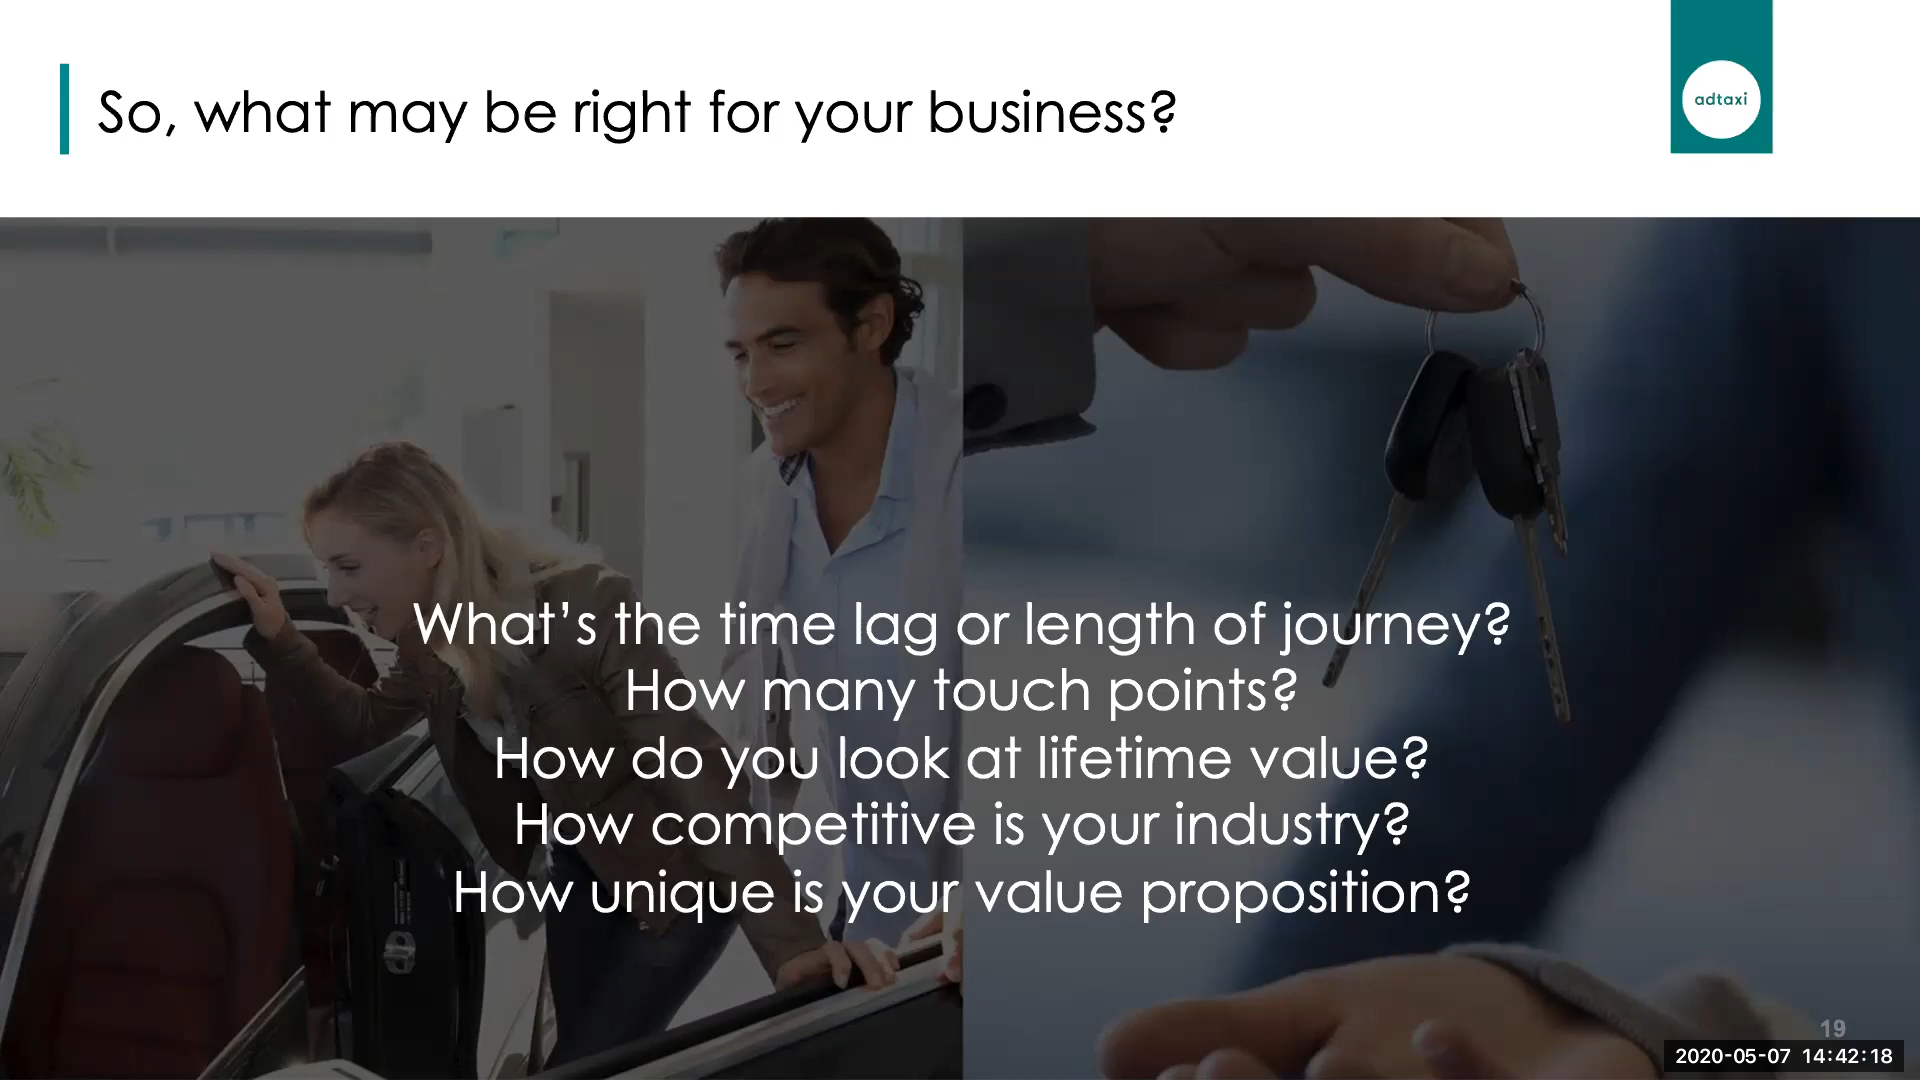 So, what may be right for your business?
adtaxi
What’s the time lag or length of journey?
How many touch points?
How do you look at lifetime value?
How competitive is your industry?
How unique is your value proposition?
19
2020-05-07 14:42:18